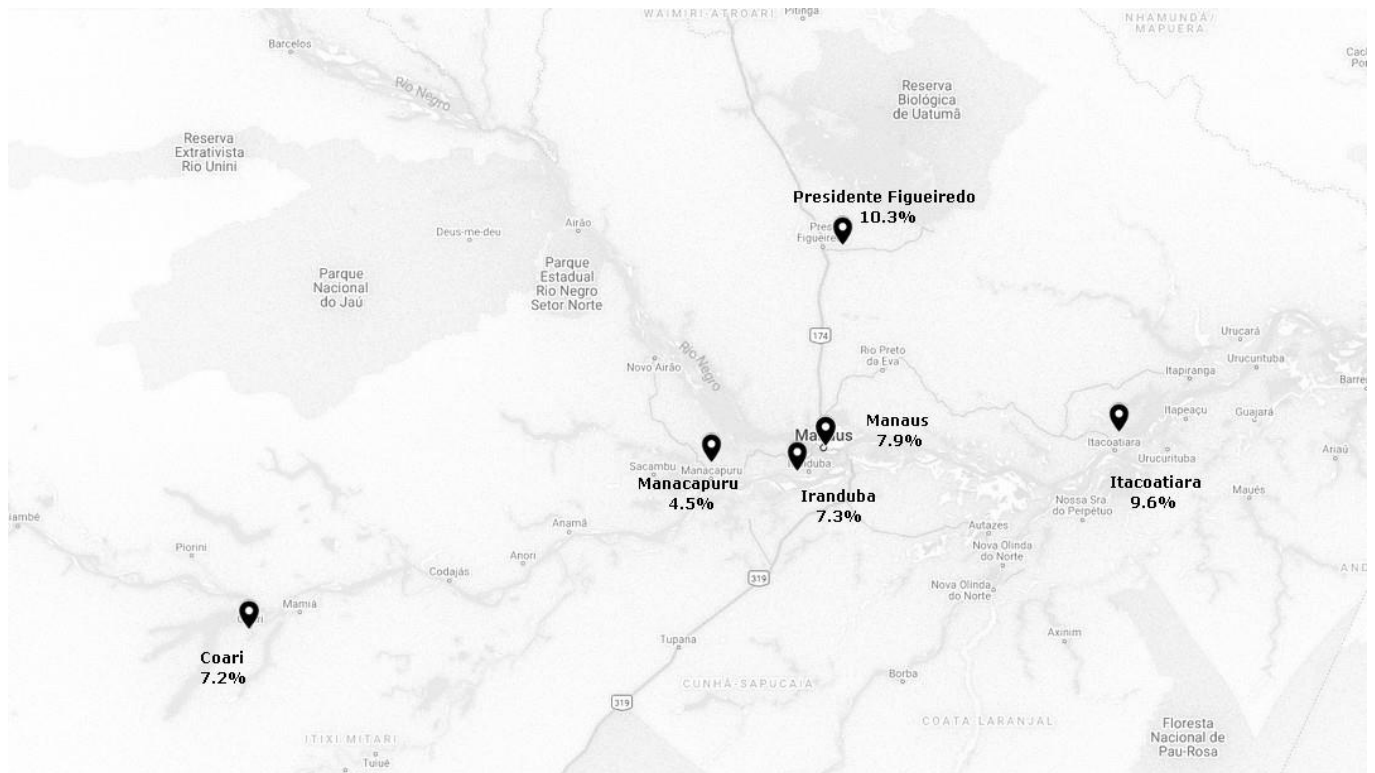 WAIMIRI-ATROARI
Pitinga
NHAMUNDÁ/
MAPUERA
Barcelos
Rio Negro
Reserva
Biológica
de Uatumã
Reserva
Extrativista
Rio Unini
Presidente Figueiredo
10.3%
Airão
Deus-me-deu
Parque
Nacional
do Jaú
Parque
Estadual
Rio Negro
Setor Norte
174
Urucará
Rio Negro
Rio Preto
da Eva
Urucurituba
Novo Airão
Itapiranga
Itapeaçu
Guajará
Manaus
7.9%
Itacoatiara
Ariaú
Urucurituba
Sacambu
Manacapuru
Manacapuru
4.5%
Iranduba
7.3%
Itacoatiara
9.6%
Maués
Nossa Sra
do Perpétuo
Anamã
Autazes
Piorini
Anori
Nova Olinda
do Norte
Codajás
319
Nova Olinda
do Norte
Mamiá
Tupana
Axinim
Coari
7.2%
Borba
CUNHÃ-SAPUCAIA
319
COATA LARANJAL
Floresta
Nacional de
Pau-Rosa
ITIXI MITARI
Tuiué